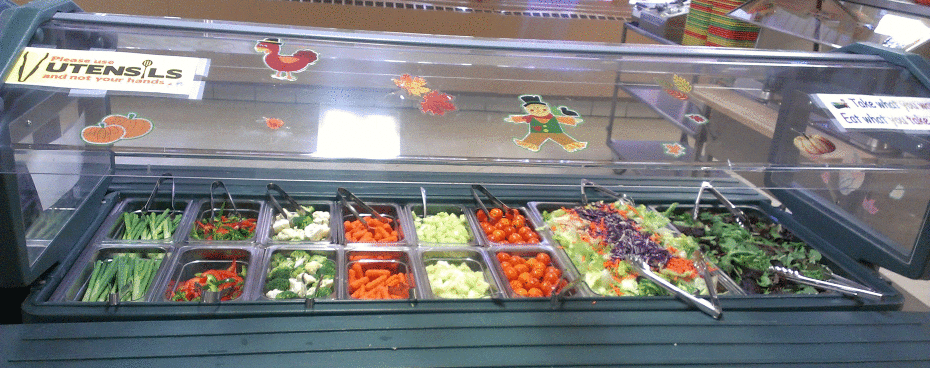 Please use
UTENSILS
and not your hands...
Take what you
Eat what you take